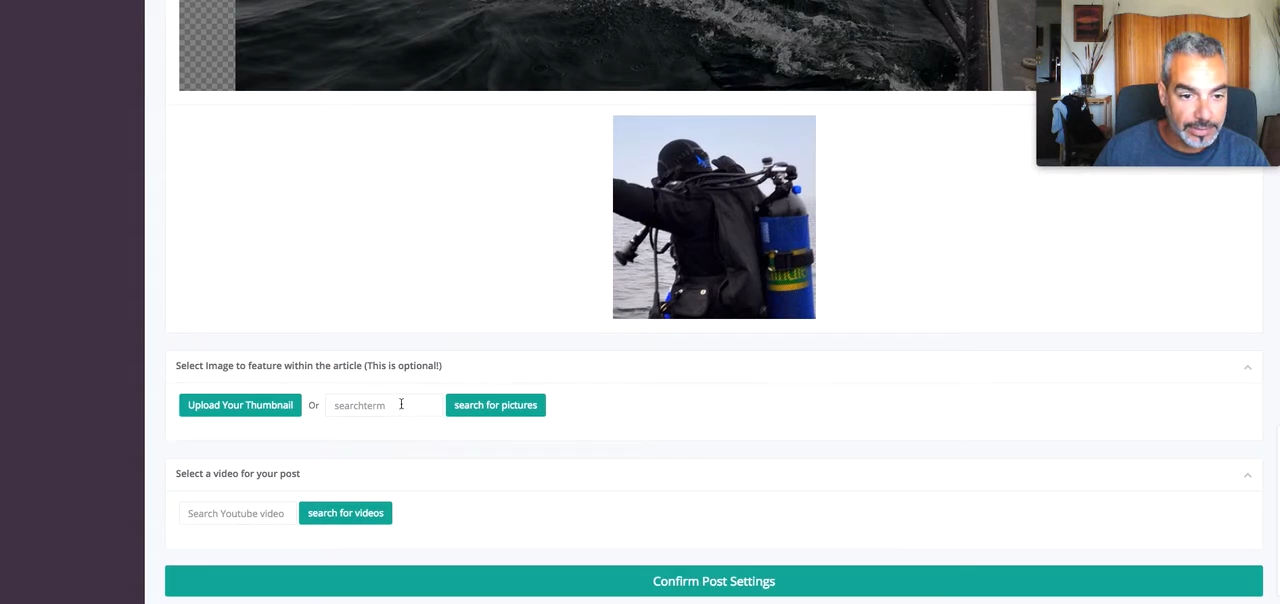 Select Image to feature within the article (This is optional!)
Upload Your Thumbnail Or searchterm search for pictures
Select a video for your post
Search Youtube video search for videos
Confirm Post Settings